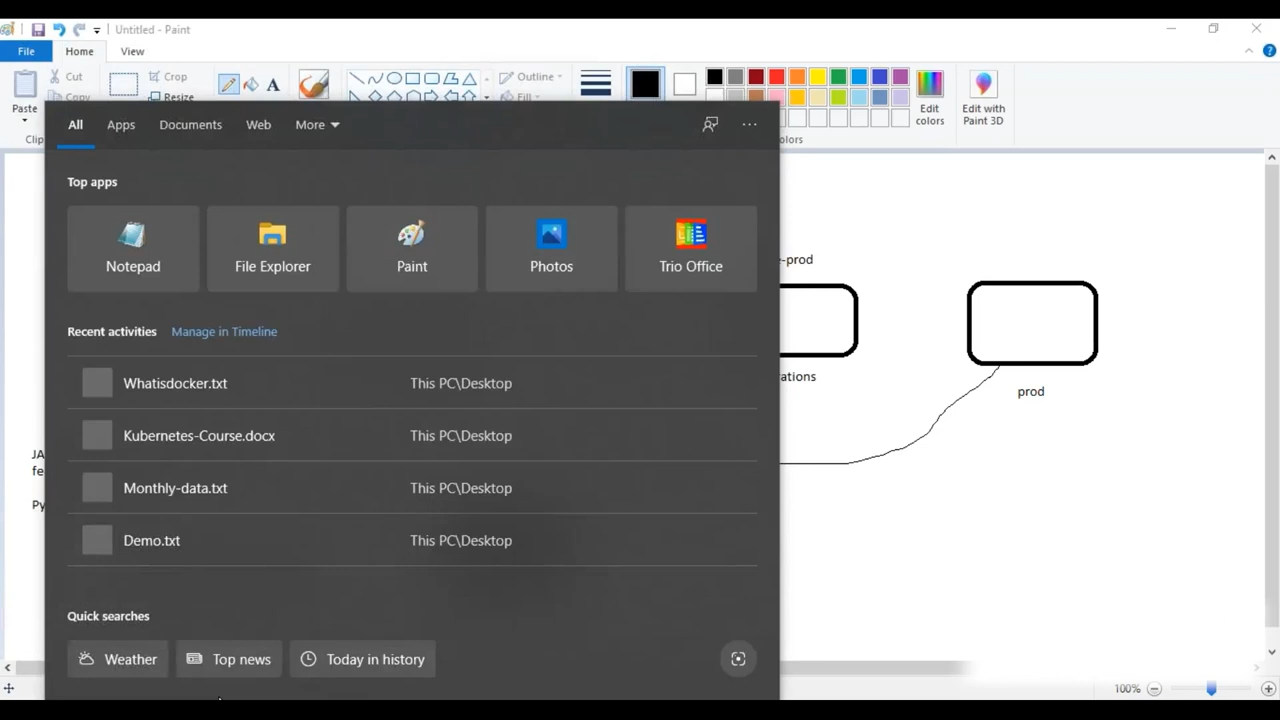 Untitled - Paint
File Home View
Paste
Cut
Copy
Crop
Resize
Outline
Fill
Edit colors
Edit with Paint 3D
All Apps Documents Web More
Top apps
Notepad File Explorer Paint Photos Trio Office
Recent activities Manage in Timeline
Whatisdocker.txt This PC\Desktop
Kubernetes-Course.docx This PC\Desktop
Monthly-data.txt This PC\Desktop
Demo.txt This PC\Desktop
Quick searches
Weather Top news Today in history
-prod
prod
100%